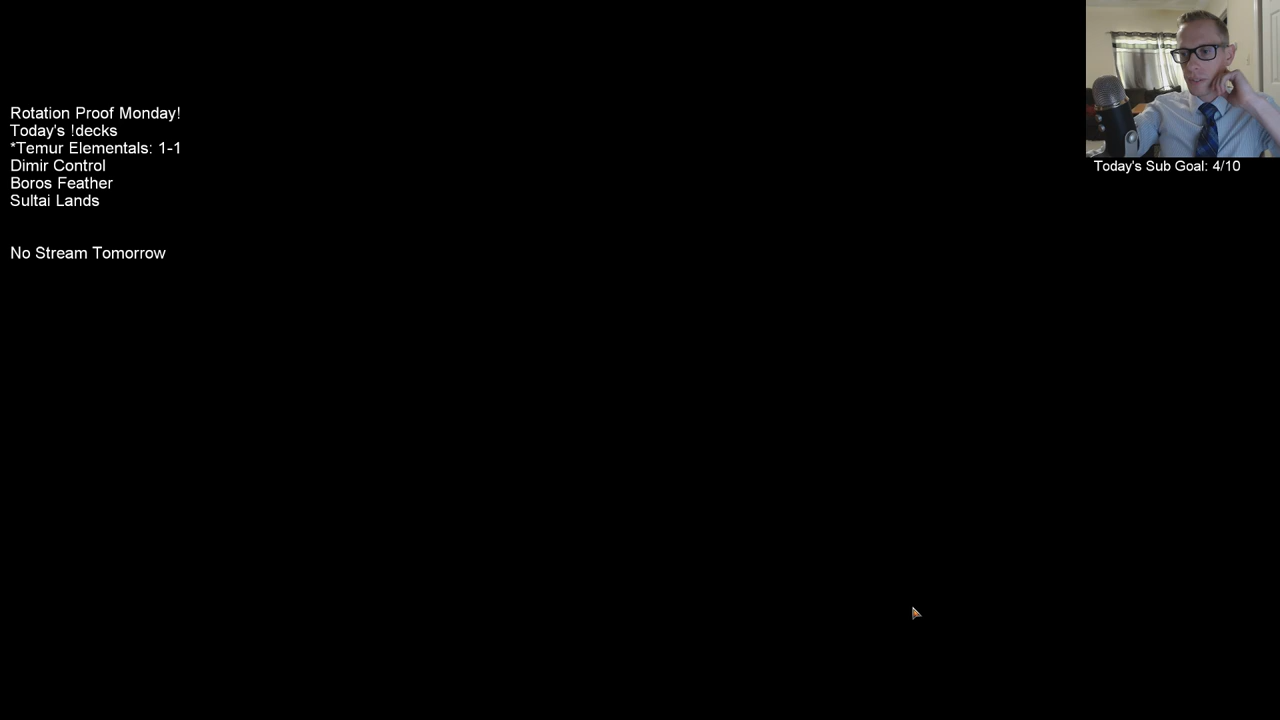 Rotation Proof Monday!
Today's !decks
*Temur Elementals: 1-1
Dimir Control
Boros Feather
Sultai Lands
No Stream Tomorrow
Today's Sub Goal: 4/10